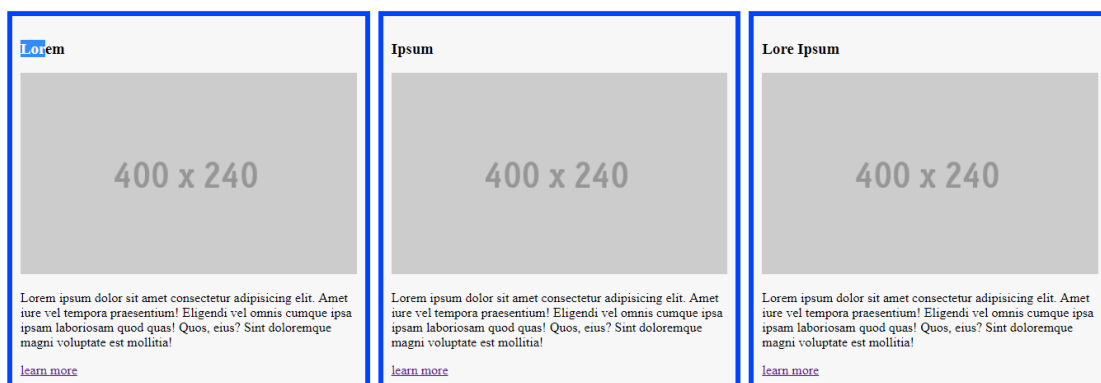 Lorem
400 x 240
Lorem ipsum dolor sit amet consectetur adipisicing elit. Amet
iure vel tempora praesentium! Eligendi vel omnis cumque ipsa
ipsam laboriosam quod quas! Quos, eius? Sint doloremque
magni voluptate est mollitia!
learn more
Ipsum
400 x 240
Lorem ipsum dolor sit amet consectetur adipisicing elit. Amet
iure vel tempora praesentium! Eligendi vel omnis cumque ipsa
ipsam laboriosam quod quas! Quos, eius? Sint doloremque
magni voluptate est mollitia!
learn more
Lore Ipsum
400 x 240
Lorem ipsum dolor sit amet consectetur adipisicing elit. Amet
iure vel tempora praesentium! Eligendi vel omnis cumque ipsa
ipsam laboriosam quod quas! Quos, eius? Sint doloremque
magni voluptate est mollitia!
learn more